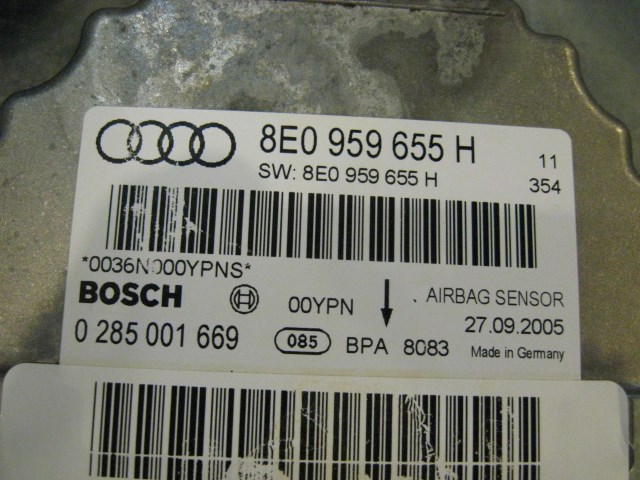 8E0 959 655 H 11
SW: 8E0 959 655 H 354
*0036N000YPNS*
BOSCH 00YPN AIRBAG SENSOR
27.09.2005
0 285 001 669 085 BPA 8083 Made in Germany